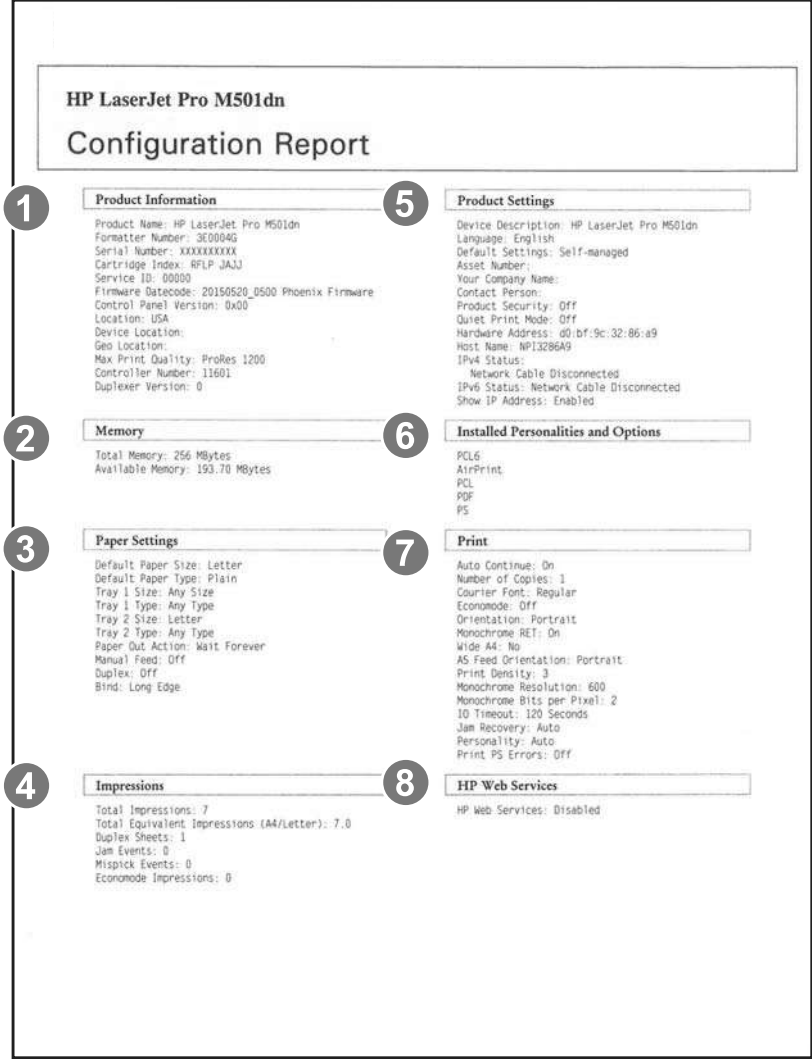 HP LaserJet Pro M501dn
Configuration Report
1
Product Information
Product Name: HP LaserJet Pro M501dn
Formatter Number: 3E0004G
Serial Number: XXXXXXXXXX
Cartridge Index: RFLP JAJJ
Service ID: 00000
Firmware Datecode: 20150520_0500 Phoenix Firmware
Control Panel Version: 0x00
Location: USA
Device Location:
Geo Location:
Max Print Quality: ProRes 1200
Controller Number: 11601
Duplexer Version: 0
2
Memory
Total Memory: 256 MBytes
Available Memory: 193.70 MBytes
3
Paper Settings
Default Paper Size: Letter
Default Paper Type: Plain
Tray 1 Size: Any Size
Tray 1 Type: Any Type
Tray 2 Size: Letter
Tray 2 Type: Any Type
Paper Out Action: Wait Forever
Manual Feed: Off
Duplex: Off
Bind: Long Edge
4
Impressions
Total Impressions: 7
Total Equivalent Impressions (A4/Letter): 7.0
Duplex Sheets: 1
Jam Events: 0
Mispick Events: 0
Economode Impressions: 0
5
Product Settings
Device Description: HP LaserJet Pro M501dn
Language: English
Default Settings: Self-managed
Asset Number:
Your Company Name:
Contact Person:
Product Security: Off
Quiet Print Mode: Off
Hardware Address: d0:bf:9c:32:86:a9
Host Name: NPI3286A9
IPv4 Status:
Network Cable Disconnected
IPv6 Status: Network Cable Disconnected
Show IP Address: Enabled
6
Installed Personalities and Options
PCL6
AirPrint
PCL
PDF
PS
7
Print
Auto Continue: On
Number of Copies: 1
Courier Font: Regular
Economode: Off
Orientation: Portrait
Monochrome RET: On
Wide A4: No
AS Feed Orientation: Portrait
Print Density: 3
Monochrome Resolution: 600
Monochrome Bits per Pixel: 2
IO Timeout: 120 Seconds
Jam Recovery: Auto
Personality: Auto
Print PS Errors: Off
8
HP Web Services
HP Web Services: Disabled